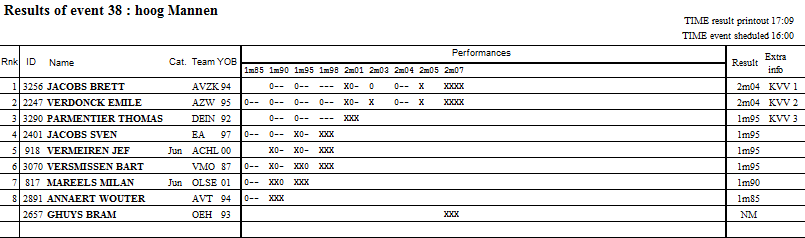 Results of event 38 : hoog Mannen
TIME result printout 17:09
TIME event sheduled 16:00
Rnk ID Name Cat. Team YOB Performances Result Extra info
1m85 1m90 1m95 1m98 2m01 2m03 2m04 2m05 2m07
1 3256 JACOBS BRETT AVZK 94 0-- 0-- --- X0- 0 0-- X XXXX 2m04 KVV 1
2 2247 VERDONCK EMILE AZW 95 0-- 0-- 0-- --- X0- X 0-- X XXXX 2m04 KVV 2
3 3290 PARMENTIER THOMAS DEIN 92 0-- 0-- --- XXX 1m95 KVV 3
4 2401 JACOBS SVEN EA 97 0-- 0-- X0- XXX 1m95
5 918 VERMEIREN JEF Jun ACHL 00 X0- X0- XXX 1m95
6 3070 VERSMISSEN BART VMO 87 0-- X0- XX0 XXX 1m95
7 817 MAREELS MILAN Jun OLSE 01 0-- XX0 XXX 1m90
8 2891 ANNAERT WOUTER AVT 94 0-- XXX 1m85
2657 GHUYS BRAM OEH 93 XXX NM